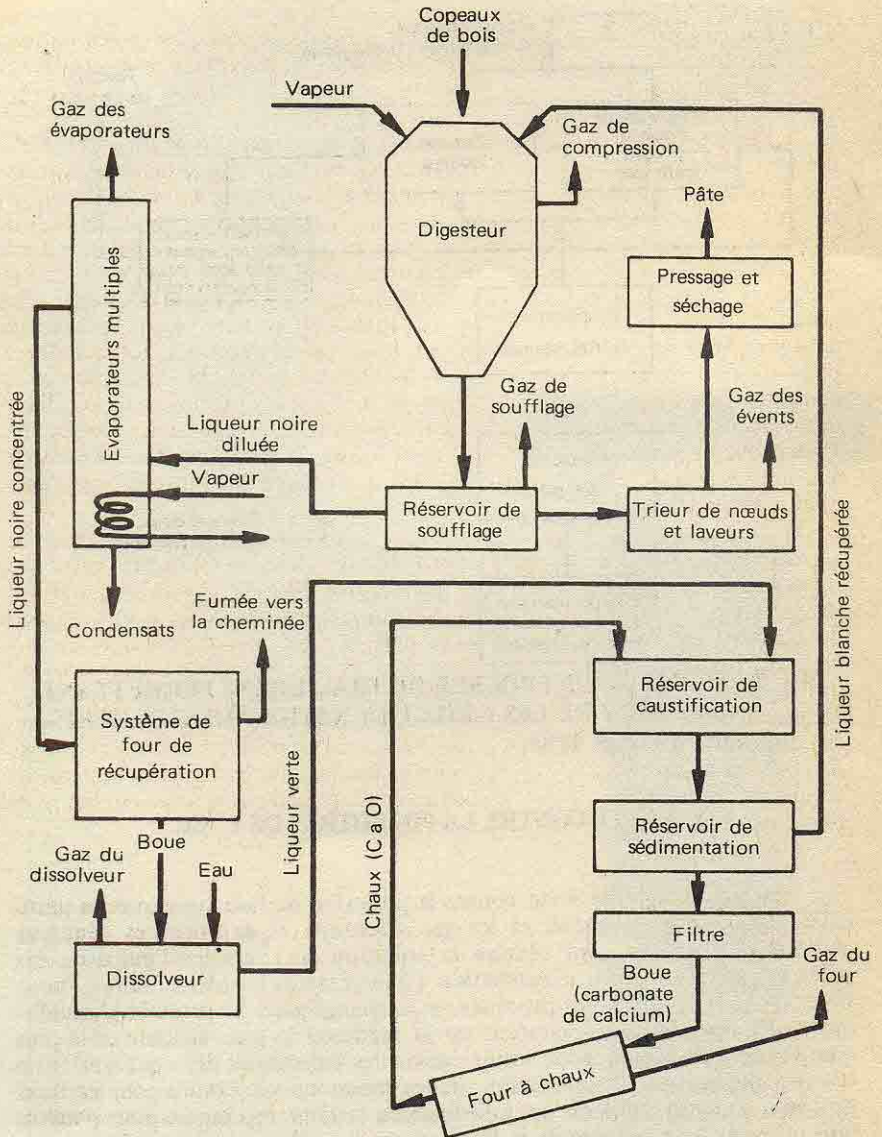 Copeaux
de bois
Vapeur
Gaz des
évaporateurs
Gaz de
compression
Digesteur
Pâte
Pressage et
séchage
Evaporateurs multiples
Liqueur noire concentrée
Gaz de
soufflage
Gaz des
évents
Liqueur noire
diluée
Vapeur
Réservoir de
soufflage
Trieur de nœuds
et laveurs
Liqueur blanche récupérée
Condensats
Fumée vers
la cheminée
Système de
four de
récupération
Liqueur verte
Chaux (CaO)
Réservoir de
caustification
Réservoir de
sédimentation
Boue
Gaz du
dissolveur
Eau
Dissolveur
Filtre
Boue
(carbonate
de calcium)
Gaz du
four
Four à chaux